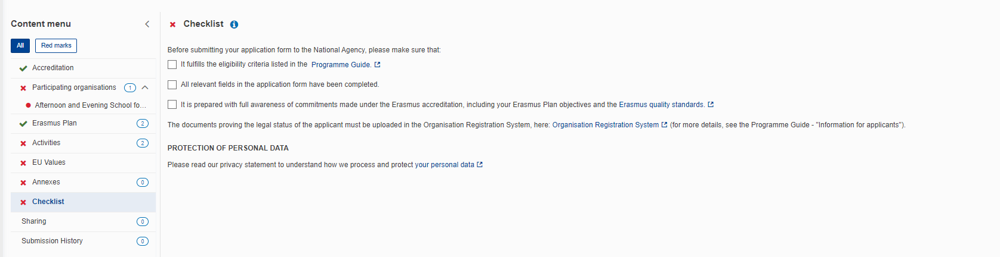 Content menu
All
Red marks
Accreditation
Participating organisations 1
Afternoon and Evening School fo...
Erasmus Plan 2
Activities 2
EU Values
Annexes 0
Checklist
Sharing 0
Submission History 0
Checklist
Before submitting your application form to the National Agency, please make sure that:
It fulfills the eligibility criteria listed in the Programme Guide.
All relevant fields in the application form have been completed.
It is prepared with full awareness of commitments made under the Erasmus accreditation, including your Erasmus Plan objectives and the Erasmus quality standards.
The documents proving the legal status of the applicant must be uploaded in the Organisation Registration System, here: Organisation Registration System (for more details, see the Programme Guide - "Information for applicants").
PROTECTION OF PERSONAL DATA
Please read our privacy statement to understand how we process and protect your personal data